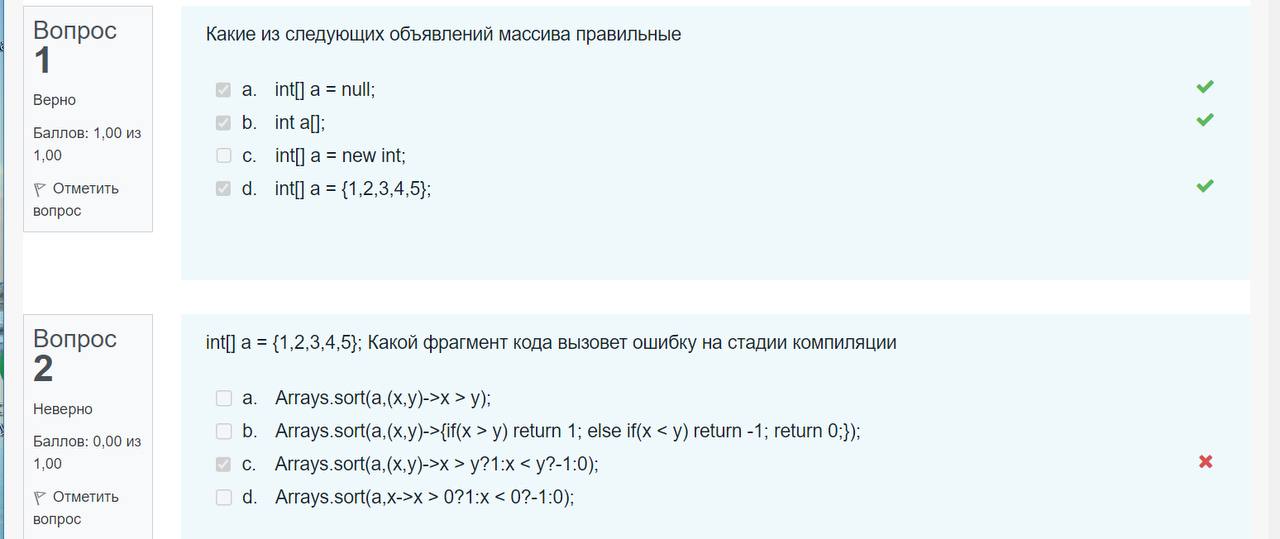 Вопрос
1
Верно
Баллов: 1,00 из
1,00
Отметить
вопрос
Какие из следующих объявлений массива правильные
a. int[] a = null;
b. int a[];
c. int[] a = new int;
d. int[] a = {1,2,3,4,5};
Вопрос
2
Неверно
Баллов: 0,00 из
1,00
Отметить
вопрос
int[] a = {1,2,3,4,5}; Какой фрагмент кода вызовет ошибку на стадии компиляции
a. Arrays.sort(a,(x,y)->x > y);
b. Arrays.sort(a,(x,y)->{if(x > y) return 1; else if(x < y) return -1; return 0;});
c. Arrays.sort(a,(x,y)->x > y?1:x < y?-1:0);
d. Arrays.sort(a,x->x > 0?1:x < 0?-1:0);